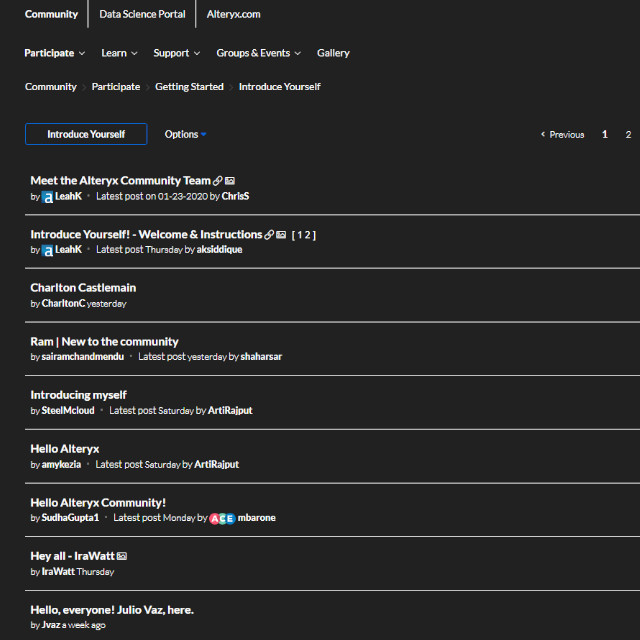 Community Data Science Portal Alteryx.com
Participate Learn Support Groups & Events Gallery
Community Participate Getting Started Introduce Yourself
Introduce Yourself Options Previous 1 2
Meet the Alteryx Community Team
by a LeahK • Latest post on 01-23-2020 by ChrisS
Introduce Yourself! - Welcome & Instructions [ 1 2 ]
by a LeahK • Latest post Thursday by aksiddique
Charlton Castlemain
by CharltonC yesterday
Ram | New to the community
by sairamchandmendu • Latest post yesterday by shaharsar
Introducing myself
by SteelMcloud • Latest post Saturday by ArtiRajput
Hello Alteryx
by amykezia • Latest post Saturday by ArtiRajput
Hello Alteryx Community!
by SudhaGupta1 • Latest post Monday by ACE mbarone
Hey all - IraWatt
by IraWatt Thursday
Hello, everyone! Julio Vaz, here.
by Jvaz a week ago